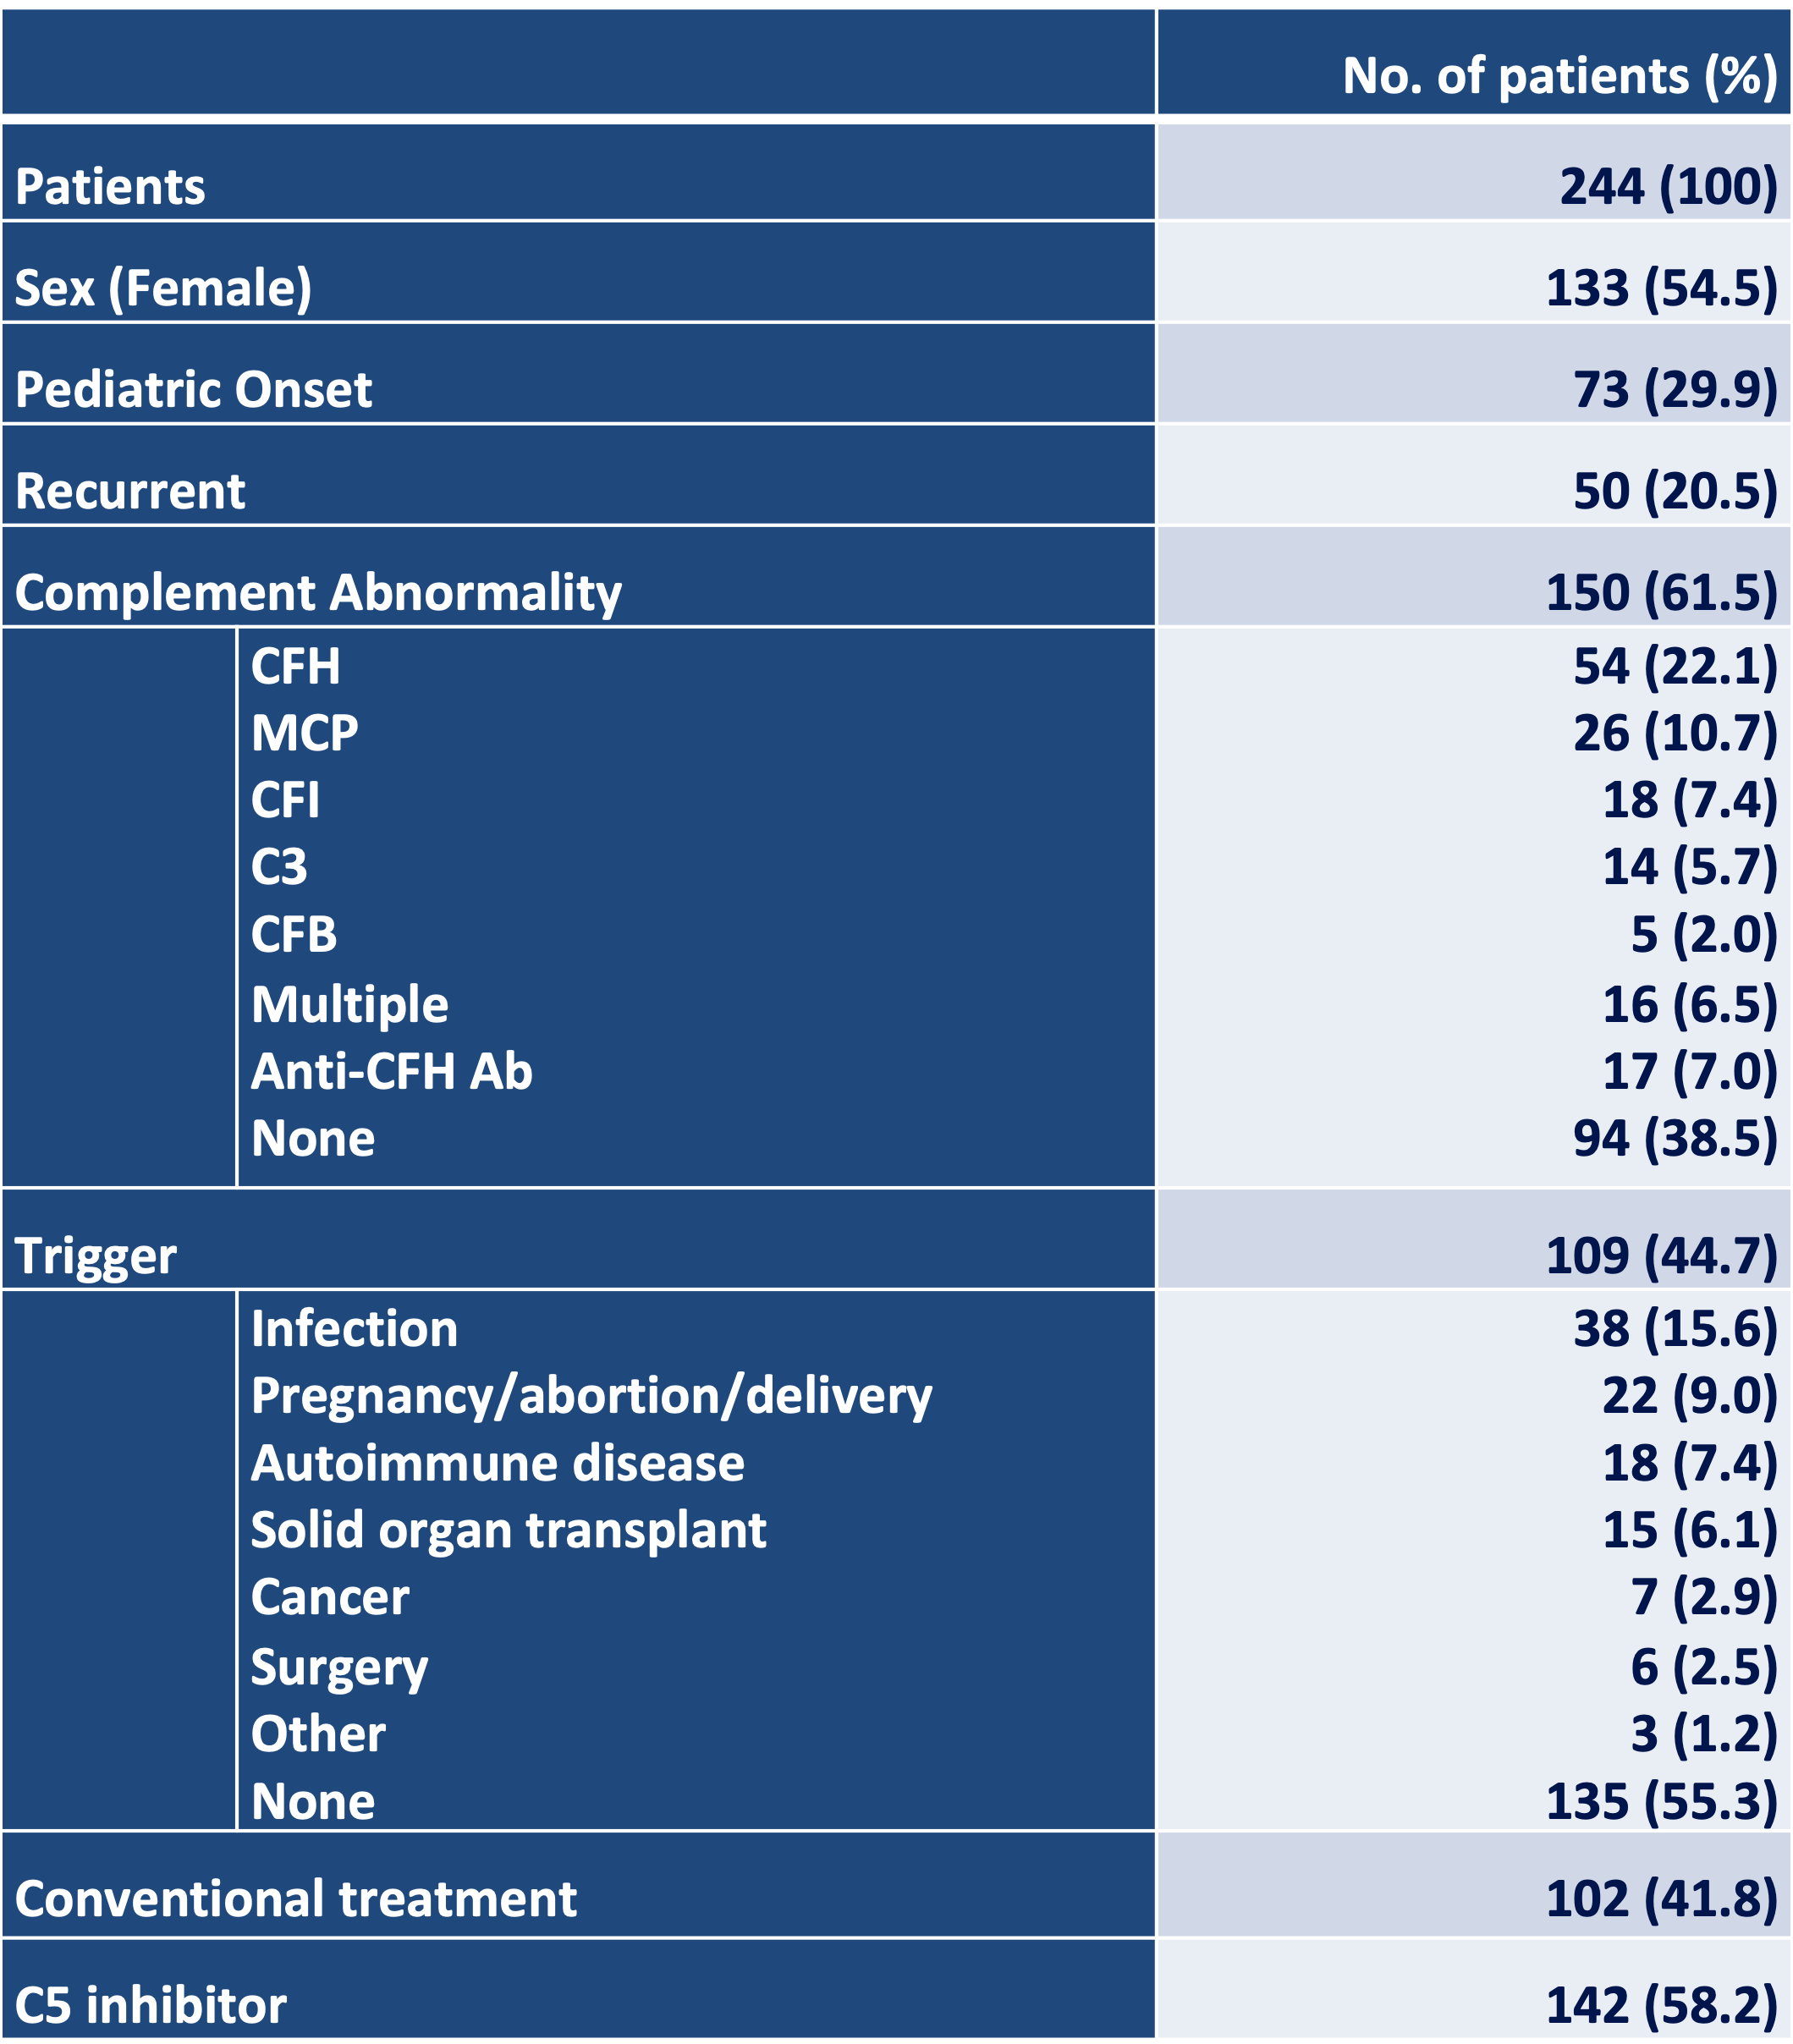 No. of patients (%)
Patients 244 (100)
Sex (Female) 133 (54.5)
Pediatric Onset 73 (29.9)
Recurrent 50 (20.5)
Complement Abnormality 150 (61.5)
CFH 54 (22.1)
MCP 26 (10.7)
CFI 18 (7.4)
C3 14 (5.7)
CFB 5 (2.0)
Multiple 16 (6.5)
Anti-CFH Ab 17 (7.0)
None 94 (38.5)
Trigger 109 (44.7)
Infection 38 (15.6)
Pregnancy/abortion/delivery 22 (9.0)
Autoimmune disease 18 (7.4)
Solid organ transplant 15 (6.1)
Cancer 7 (2.9)
Surgery 6 (2.5)
Other 3 (1.2)
None 135 (55.3)
Conventional treatment 102 (41.8)
C5 inhibitor 142 (58.2)